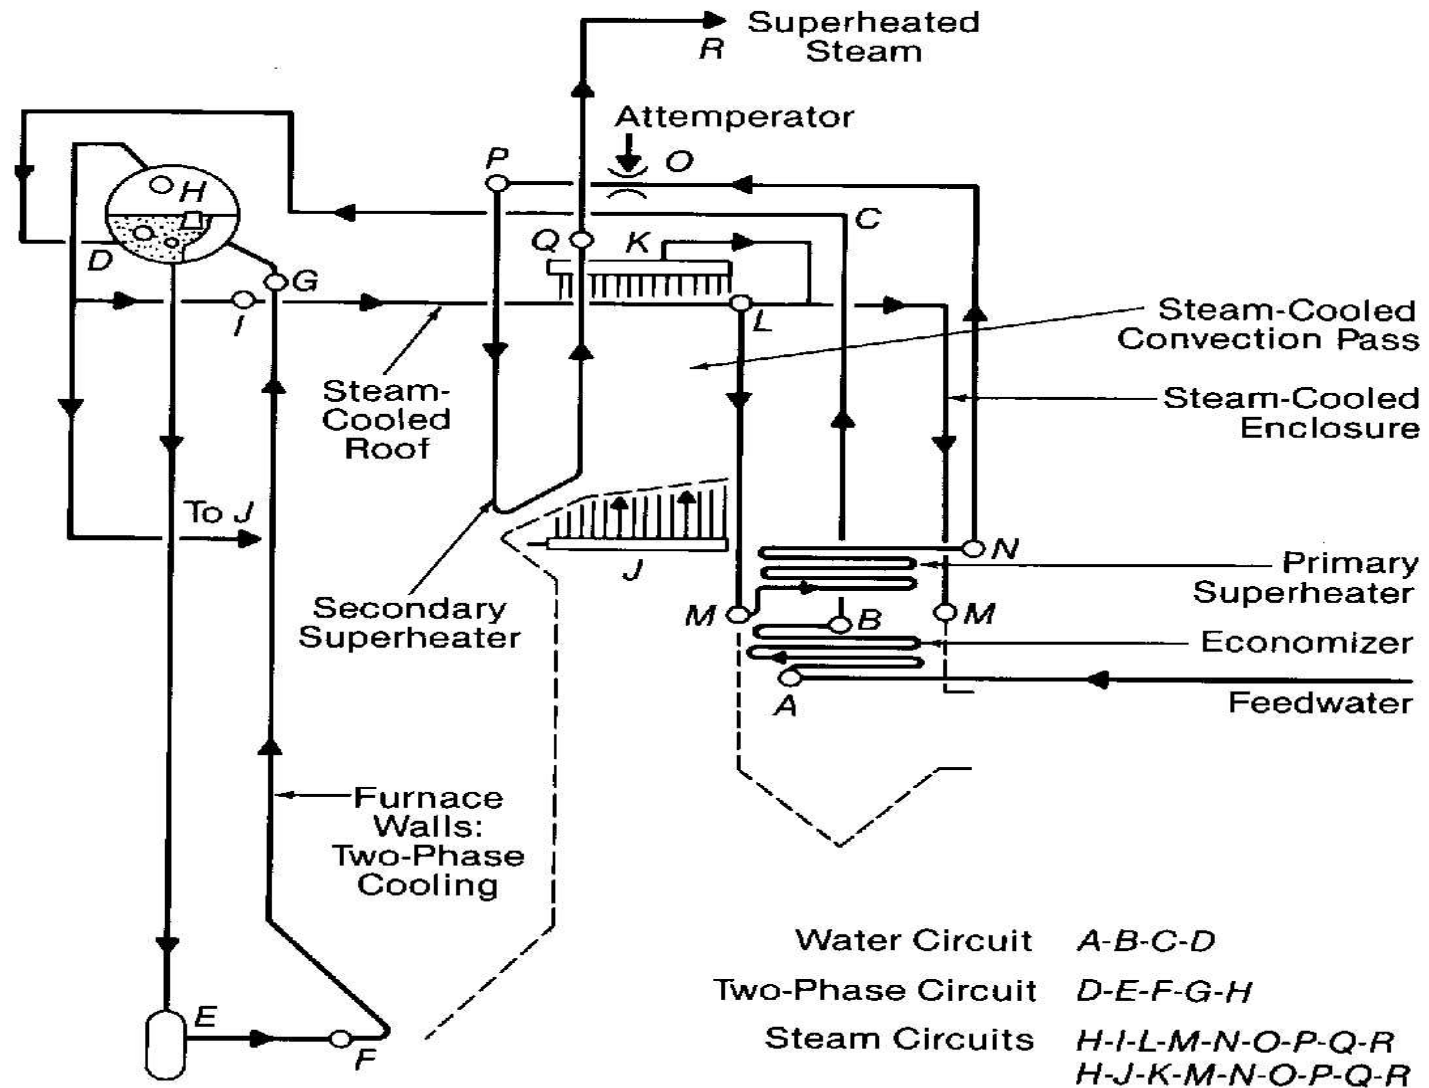 Superheated
Steam
R
Attemperator
P
O
H
C
Q
K
D
G
I
L
Steam-Cooled
Convection Pass
Steam-
Cooled
Roof
Steam-Cooled
Enclosure
To J
J
N
Primary
Superheater
Secondary
Superheater
M
B
M
Economizer
A
Feedwater
Furnace
Walls:
Two-Phase
Cooling
E
F
Water Circuit A-B-C-D
Two-Phase Circuit D-E-F-G-H
Steam Circuits H-I-L-M-N-O-P-Q-R
H-J-K-M-N-O-P-Q-R